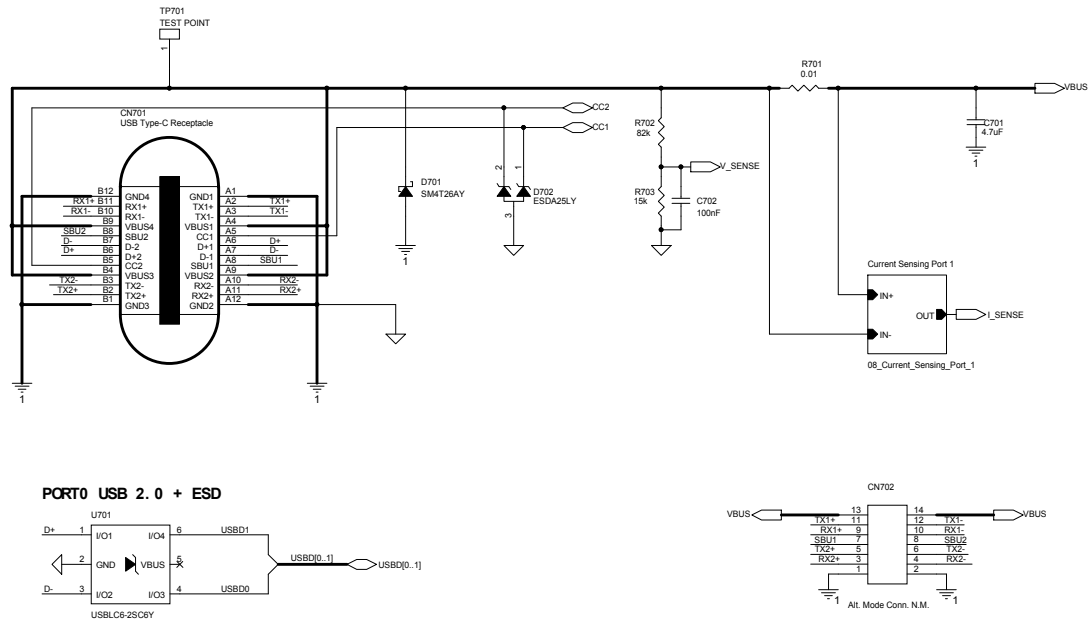 TP701
TEST POINT
1
R701
0.01
VBUS
CN701
USB Type-C Receptacle
CC2
CC1
R702
82k
V_SENSE
C701
4.7uF
1
D701
SM4T26AY
1
2
1
D702
ESDA25LY
3
R703
15k
C702
100nF
B12 GND4 GND1 A1
RX1+ B11 RX1+ TX1+ A2 TX1+
RX1- B10 RX1- TX1- A3 TX1-
B9 VBUS4 VBUS1 A4
SBU2 B8 SBU2 CC1 A5
D- B7 D-2 D+1 A6 D+
D+ B6 D+2 D-1 A7 D-
B5 CC2 SBU1 A8 SBU1
B4 VBUS3 VBUS2 A9
TX2- B3 TX2- RX2- A10 RX2-
TX2+ B2 TX2+ RX2+ A11 RX2+
B1 GND3 GND2 A12
1
1
Current Sensing Port 1
IN+
OUT
I_SENSE
IN-
08_Current_Sensing_Port_1
PORT0 USB 2.0 + ESD
U701
D+ 1 I/O1 I/O4 6 USBD1
2 GND VBUS 5
USBD[0..1] USBD[0..1]
D- 3 I/O2 I/O3 4 USBD0
USBLC6-2SC6Y
CN702
VBUS 13 14 VBUS
TX1+ 11 12 TX1-
RX1+ 9 10 RX1-
SBU1 7 8 SBU2
TX2+ 5 6 TX2-
RX2+ 3 4 RX2-
1 2
1 1
Alt. Mode Conn. N.M.